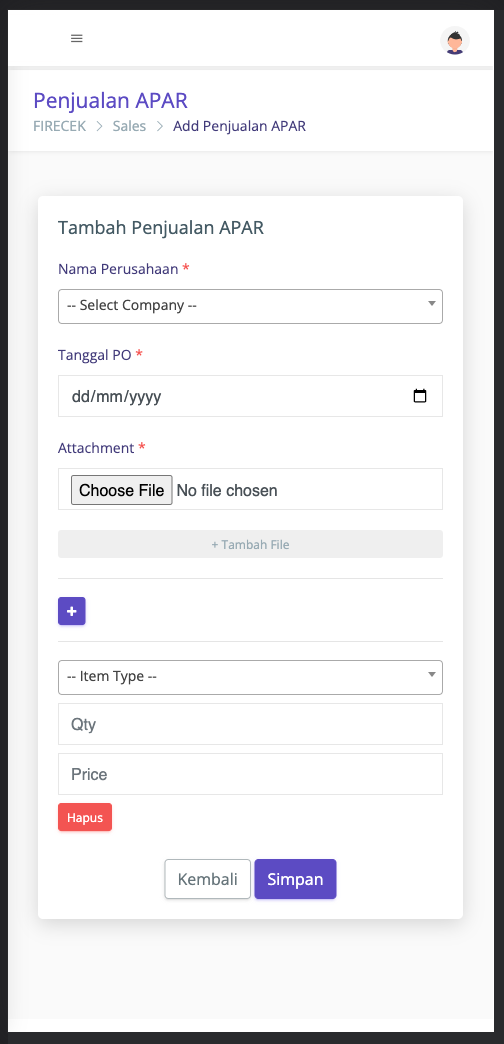 Penjualan APAR
FIRECEK > Sales > Add Penjualan APAR
Tambah Penjualan APAR
Nama Perusahaan *
-- Select Company --
Tanggal PO *
dd/mm/yyyy
Attachment *
Choose File No file chosen
+ Tambah File
+
-- Item Type --
Qty
Price
Hapus
Kembali Simpan